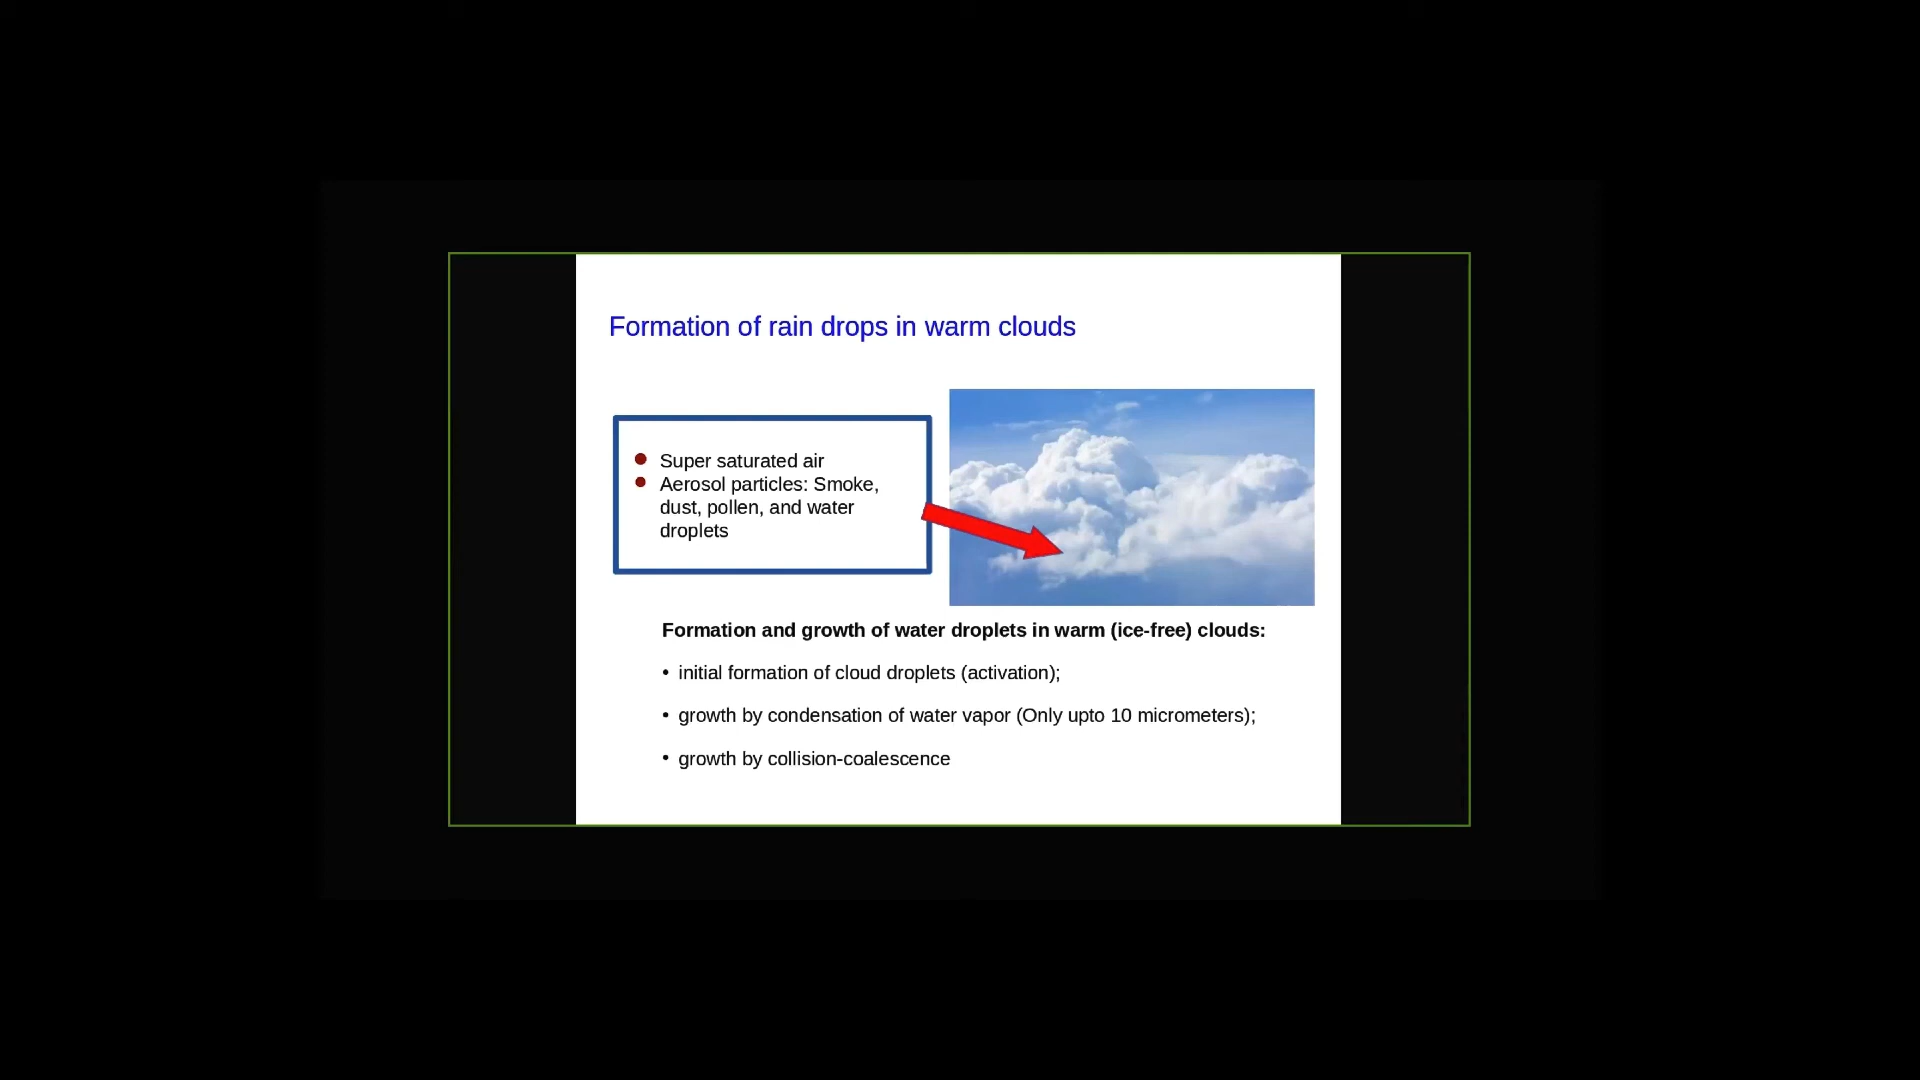 Formation of rain drops in warm clouds
• Super saturated air
• Aerosol particles: Smoke,
dust, pollen, and water
droplets
Formation and growth of water droplets in warm (ice-free) clouds:
• initial formation of cloud droplets (activation);
• growth by condensation of water vapor (Only upto 10 micrometers);
• growth by collision-coalescence